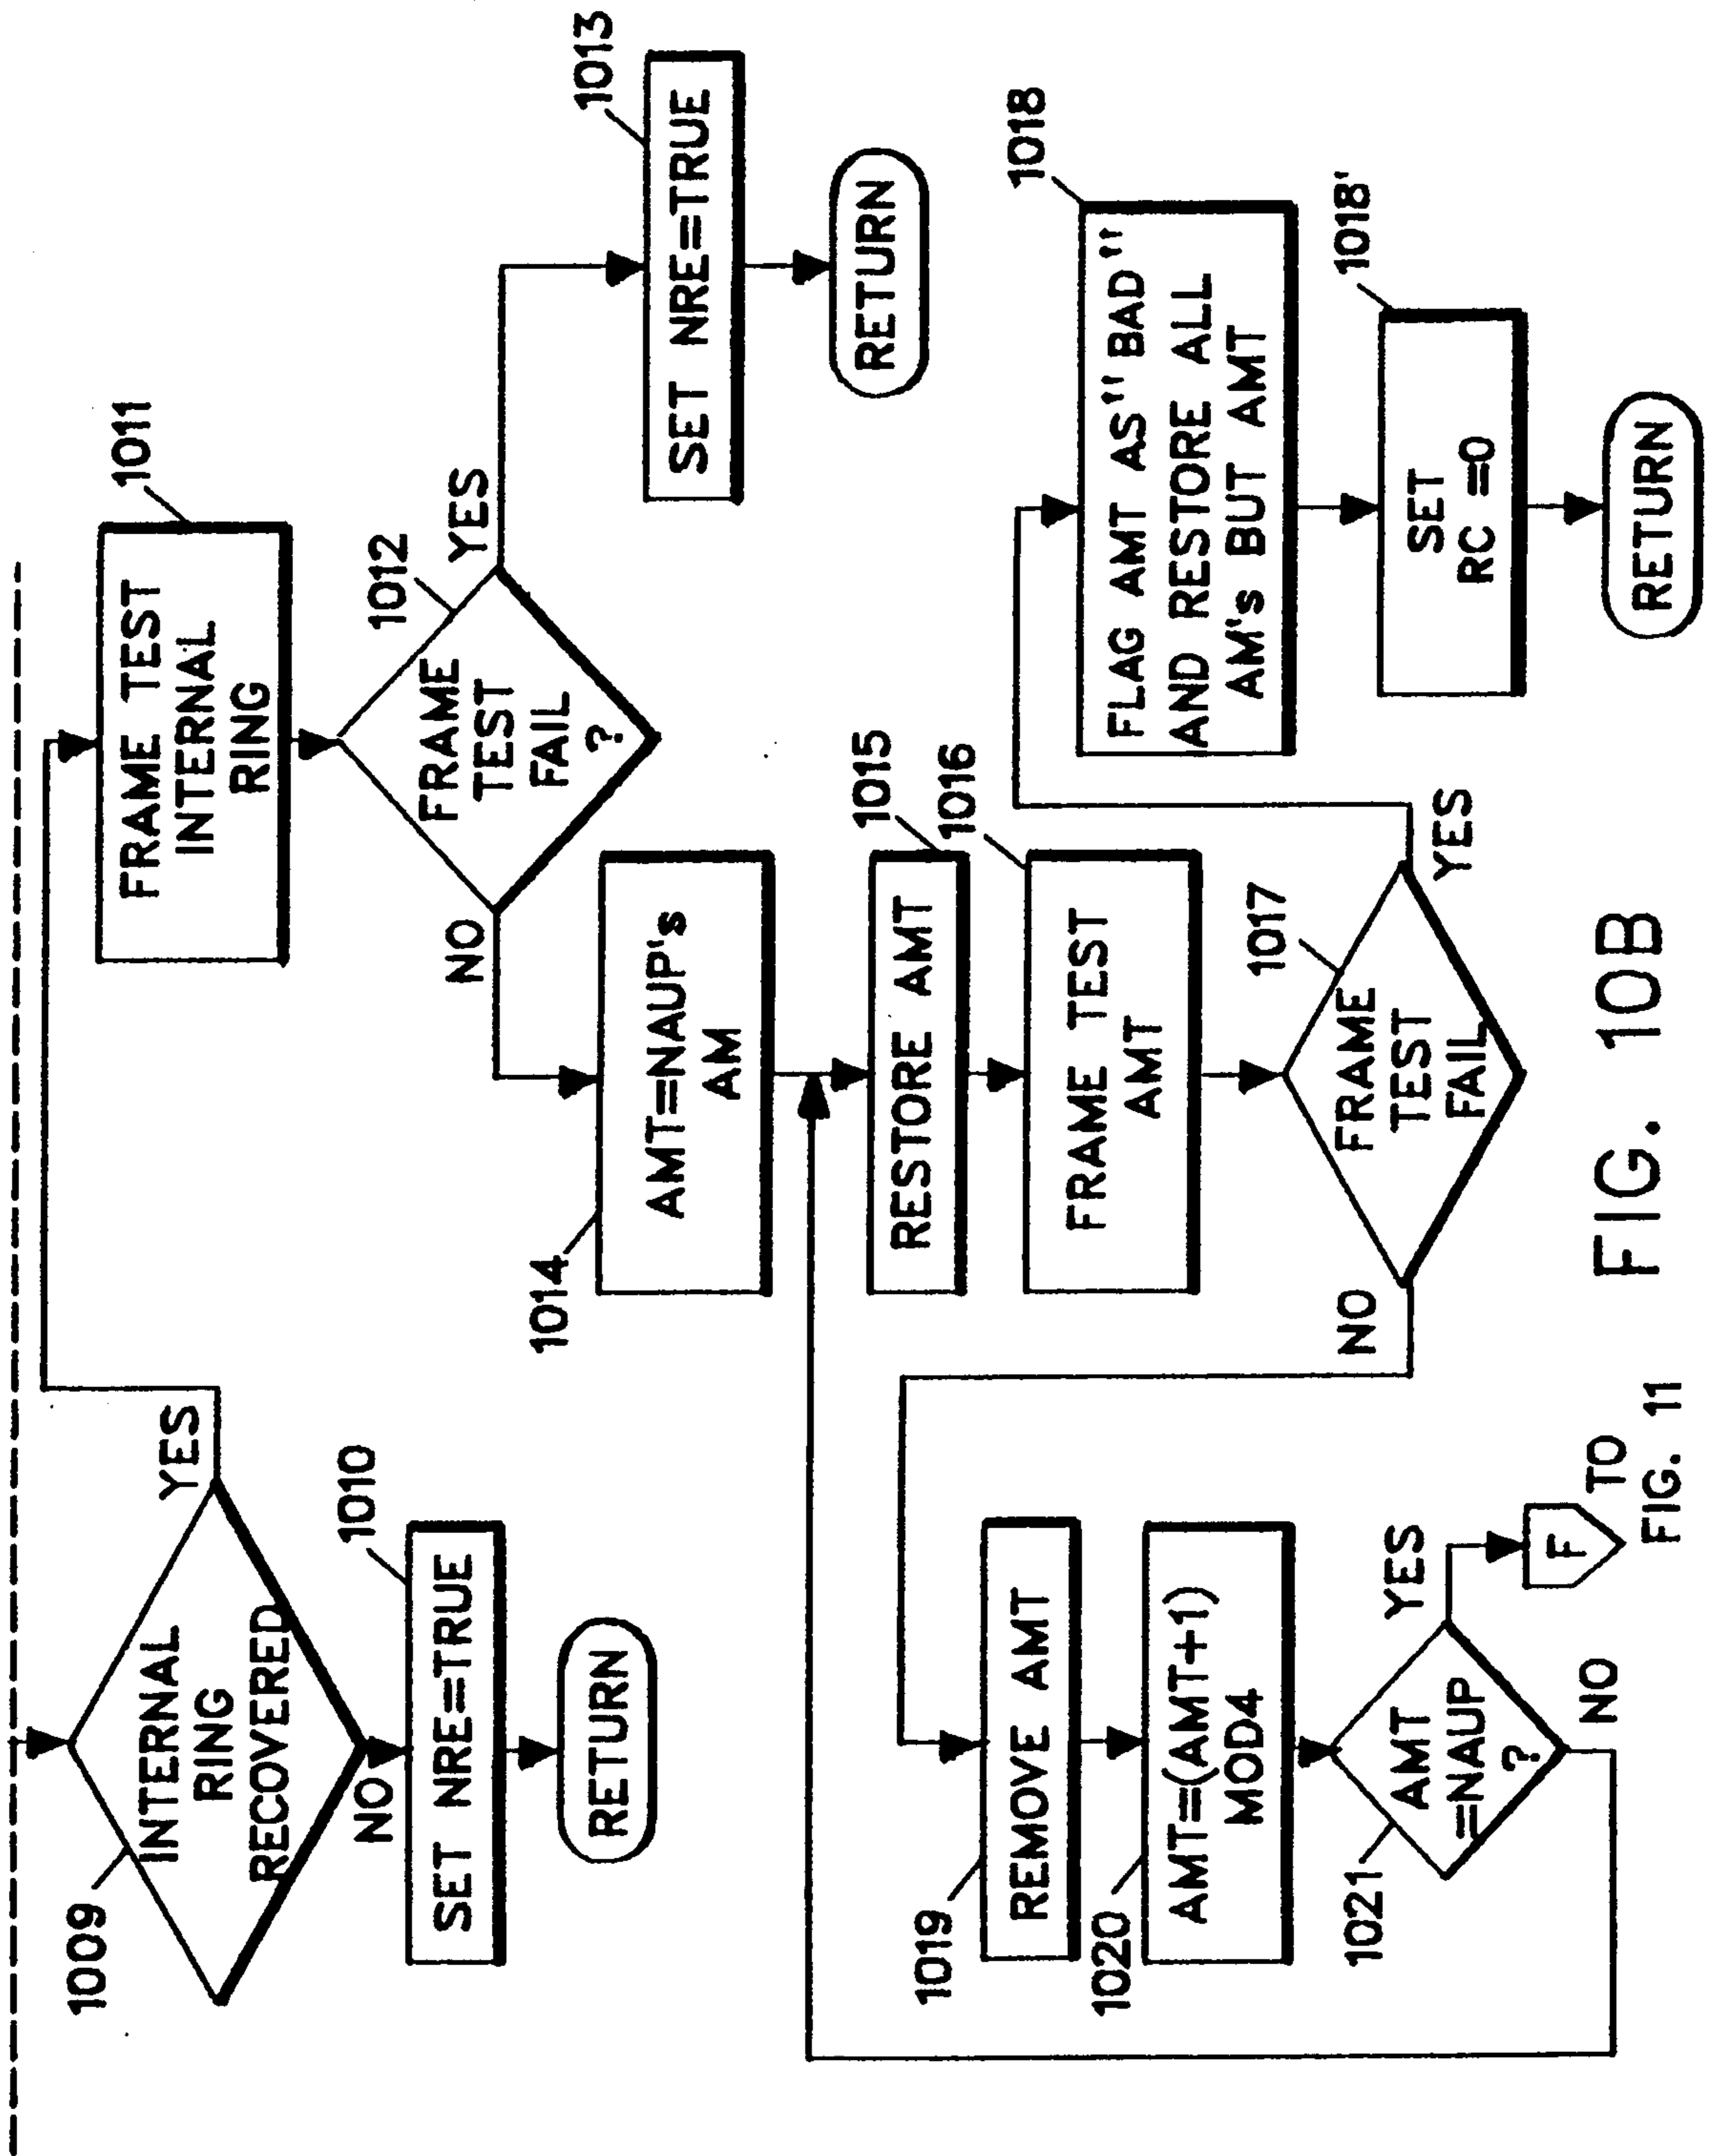 1009
INTERNAL
RING
RECOVERED
YES
NO
1010
SET NRE=TRUE
RETURN
1011
FRAME TEST
INTERNAL
RING
1012
FRAME
TEST
FAIL
?
YES
NO
1013
SET NRE=TRUE
RETURN
1014
AMT=NAUP's
AM
1015
RESTORE AMT
1016
FRAME TEST
AMT
1017
FRAME
TEST
FAIL
YES
NO
1018
FLAG AMT AS"BAD"
AND RESTORE ALL
AM's BUT AMT
1018'
SET
RC =0
RETURN
1019
REMOVE AMT
1020
AMT=(AMT+1)
MOD4
1021
AMT
=NAUP
?
YES
NO
F
TO
FIG. 11
FIG. 10B